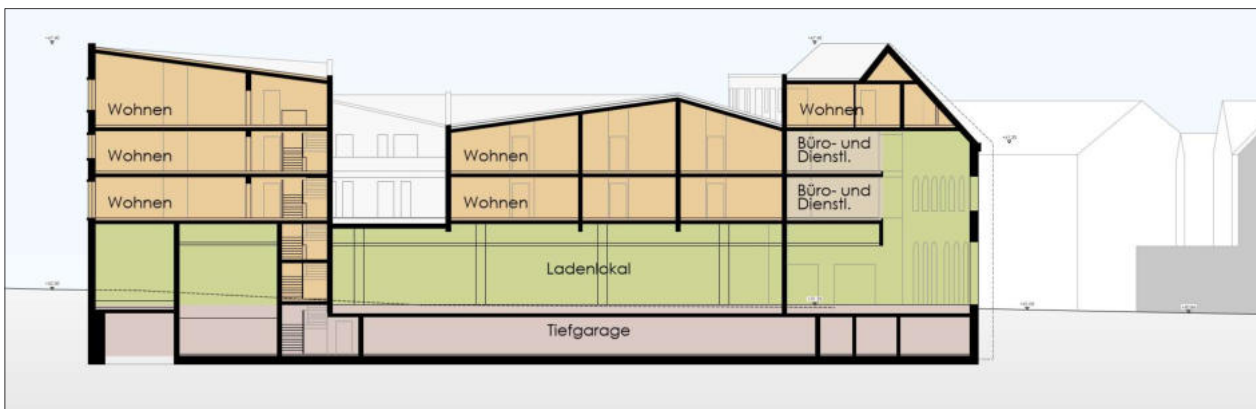 Wohnen
Wohnen
Wohnen
Wohnen
Wohnen
Wohnen
Büro- und
Dienstl.
Büro- und
Dienstl.
Ladenlokal
Tiefgarage